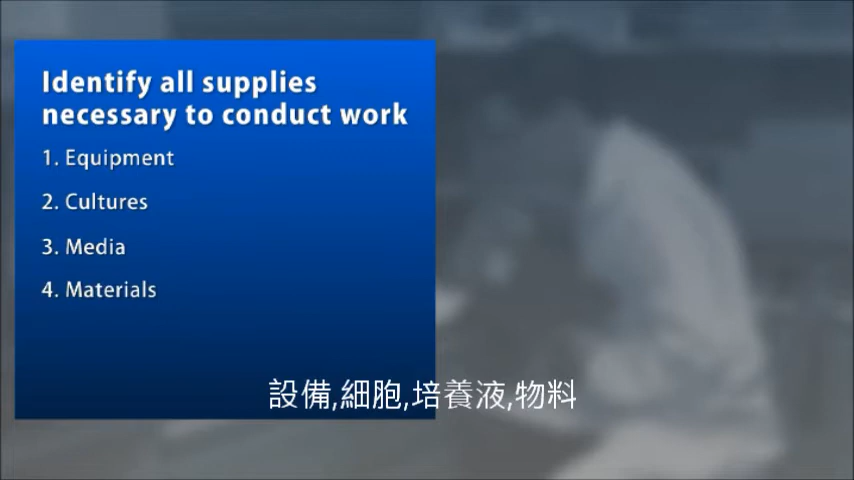 Identify all supplies
necessary to conduct work
1. Equipment
2. Cultures
3. Media
4. Materials
設備,細胞,培養液,物料